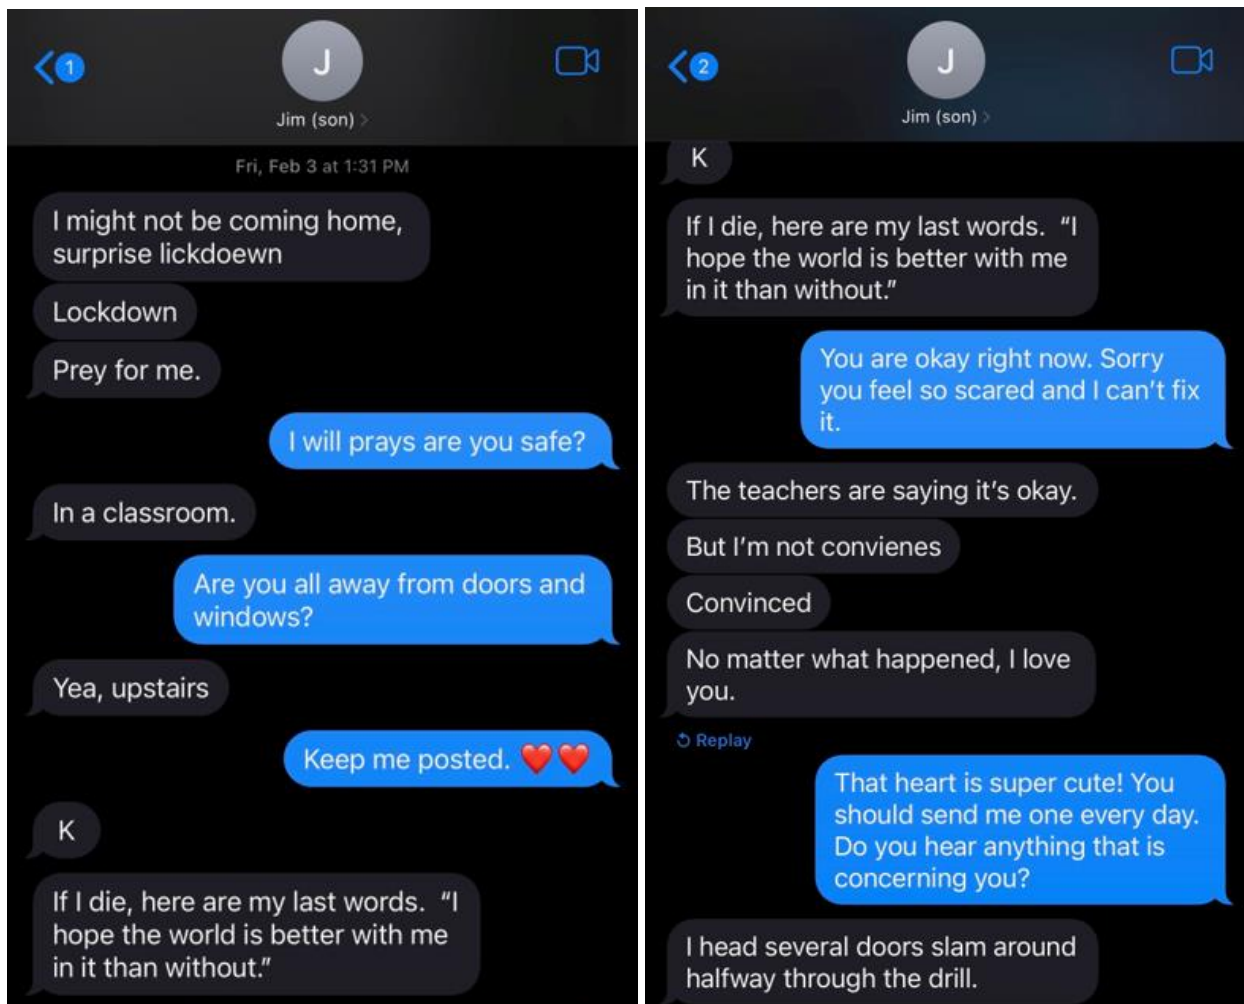 1
J
Jim (son)
Fri, Feb 3 at 1:31 PM
I might not be coming home,
surprise lickdoewn
Lockdown
Prey for me.
I will prays are you safe?
In a classroom.
Are you all away from doors and
windows?
Yea, upstairs
Keep me posted. ❤️❤️
K
If I die, here are my last words. “I
hope the world is better with me
in it than without.”
2
J
Jim (son)
K
If I die, here are my last words. “I
hope the world is better with me
in it than without.”
You are okay right now. Sorry
you feel so scared and I can’t fix
it.
The teachers are saying it’s okay.
But I’m not convienes
Convinced
No matter what happened, I love
you.
Replay
That heart is super cute! You
should send me one every day.
Do you hear anything that is
concerning you?
I head several doors slam around
halfway through the drill.